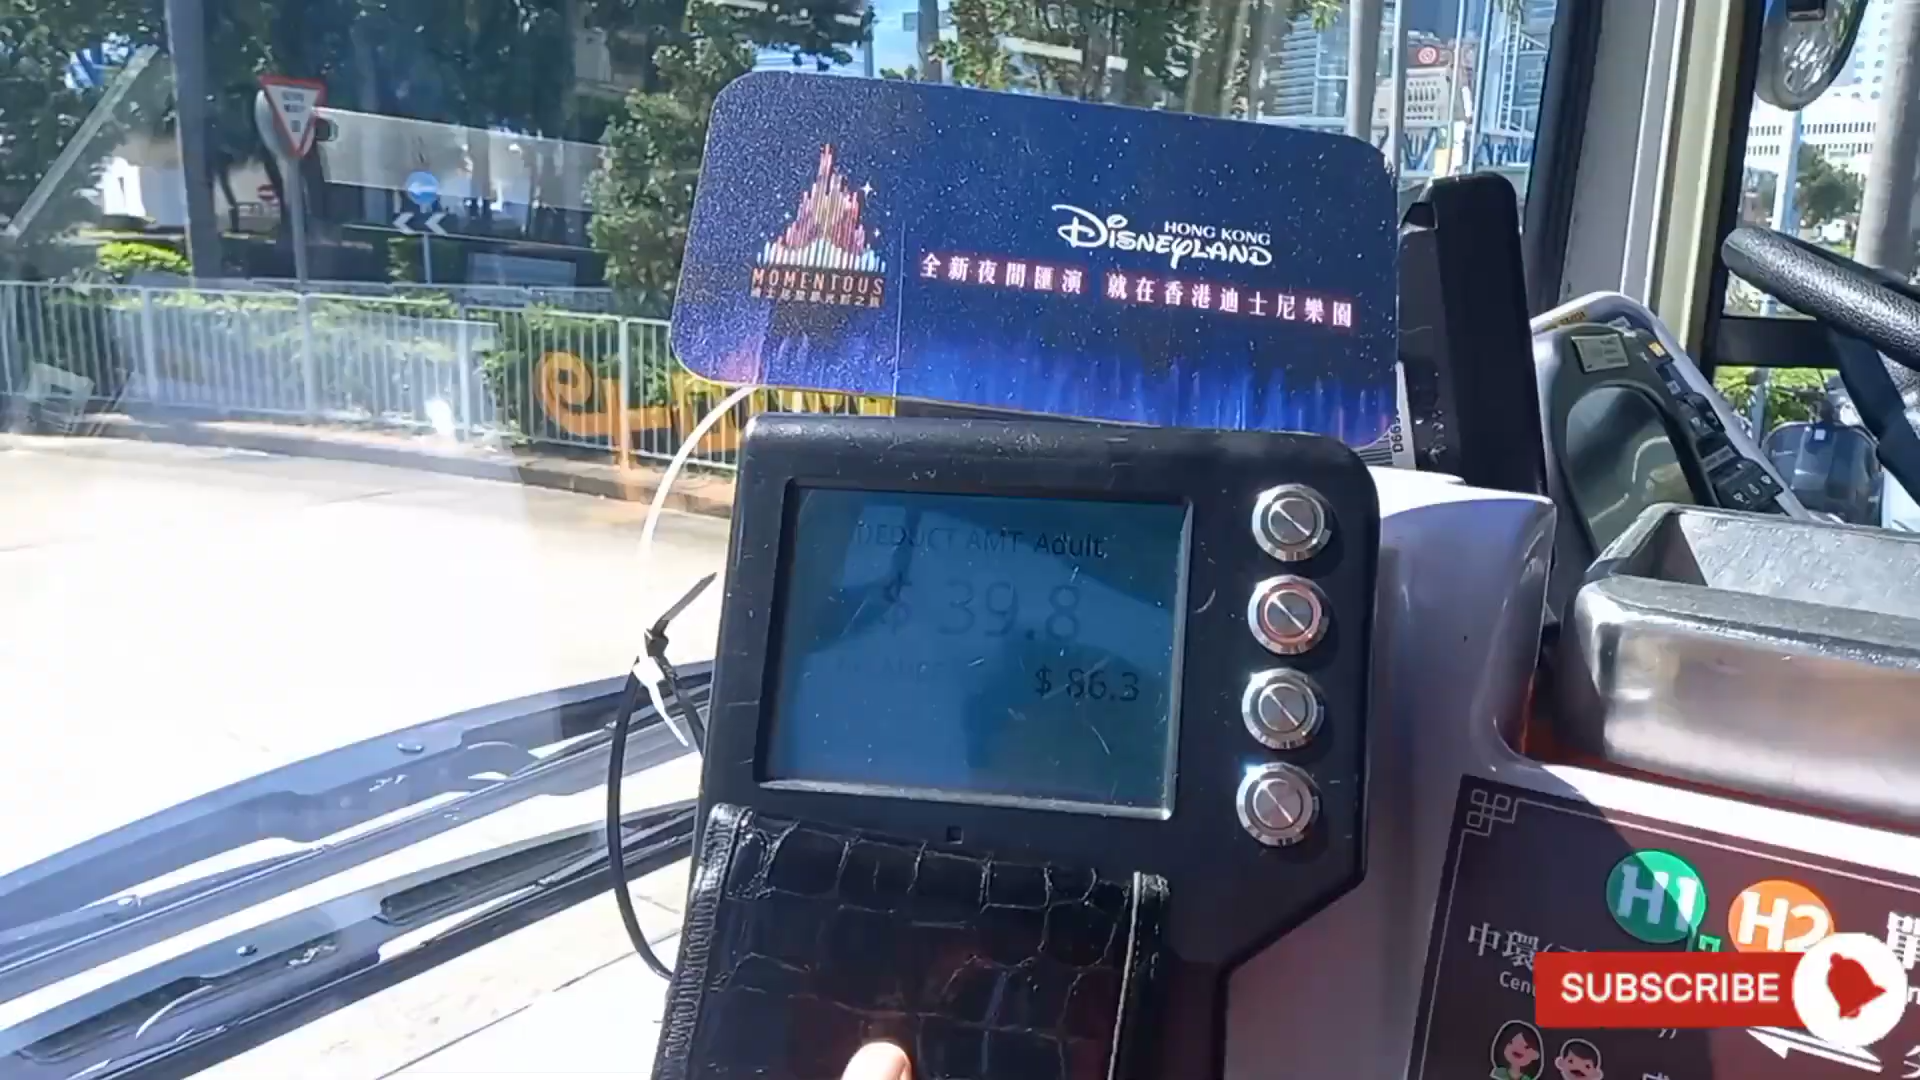 HONG KONG
DISNEYLAND
全新夜間匯演 就在香港迪士尼樂園
MOMENTOUS
DEDUCT AMT Adult
$ 39.8
$ 86.3
H1
H2
中環
SUBSCRIBE